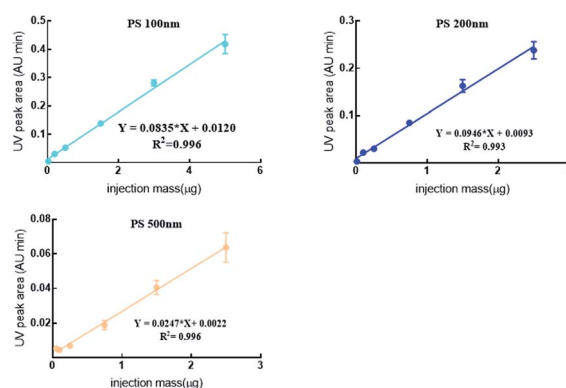 PS 100nm
UV peak area (AU min)
0.5
0.4
0.3
0.2
0.1
Y = 0.0835*X + 0.0120
R²=0.996
0 2 4 6
injection mass(μg)
PS 200nm
UV peak area (AU min)
0.3
0.2
0.1
Y = 0.0946*X + 0.0093
R²=0.993
0 1 2
injection mass(μg)
PS 500nm
UV peak area (AU min)
0.08
0.06
0.04
0.02
Y = 0.0247*X+ 0.0022
R²= 0.996
0 1 2 3
injection mass(μg)